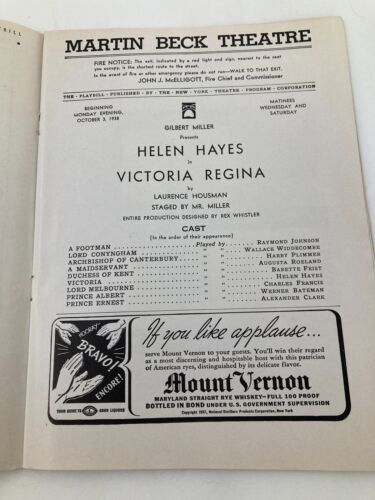 BILL
MARTIN BECK THEATRE
FIRE NOTICE: The exit, indicated by a red light and sign, nearest to the seat
you occupy, is the shortest route to the street.
In the event of fire or other emergency please do not run—WALK TO THAT EXIT.
JOHN J. McELLIGOTT, Fire Chief and Commissioner
THE · PLAYBILL · PUBLISHED · BY · THE · NEW · YORK · THEATRE · PROGRAM · CORPORATION
BEGINNING
MONDAY EVENING,
OCTOBER 3, 1938
MATINEES
WEDNESDAY AND
SATURDAY
GILBERT MILLER
Presents
HELEN HAYES
in
VICTORIA REGINA
by
LAURENCE HOUSMAN
STAGED BY MR. MILLER
ENTIRE PRODUCTION DESIGNED BY REX WHISTLER
CAST
(In the order of their appearance)
A FOOTMAN Played by RAYMOND JOHNSON
LORD CONYNGHAM " " WALLACE WIDDECOMBE
ARCHBISHOP OF CANTERBURY " " HARRY PLIMMER
A MAIDSERVANT " " AUGUSTA ROELAND
DUCHESS OF KENT " " BABETTE FEIST
VICTORIA " " HELEN HAYES
LORD MELBOURNE " " CHARLES FRANCIS
PRINCE ALBERT " " WERNER BATEMAN
PRINCE ERNEST " " ALEXANDER CLARK
HOORAY
BRAVO!
ENCORE!
YOUR GUIDE TO GOOD LIQUORS
If you like applause...
serve Mount Vernon to your guests. You'll win their regard
as a most discerning and hospitable host with this patrician
of American ryes, distinguished by its delicate flavor.
Mount Vernon
MARYLAND STRAIGHT RYE WHISKEY—FULL 100 PROOF
BOTTLED IN BOND UNDER U. S. GOVERNMENT SUPERVISION
Copyright 1937, National Distillers Products Corporation, New York